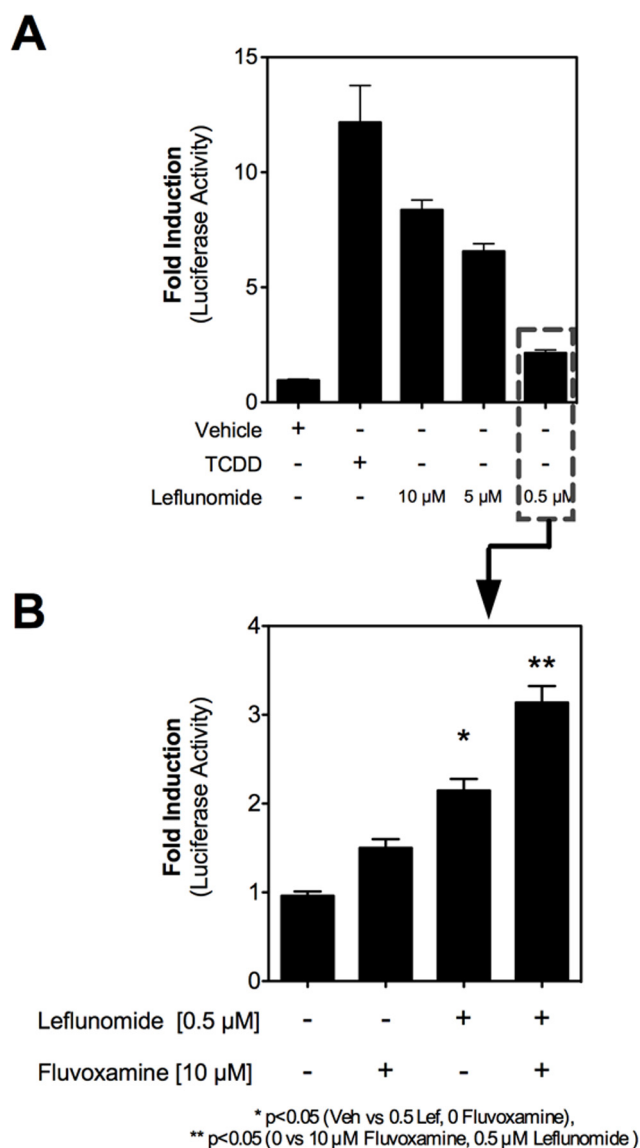 A
Fold Induction
(Luciferase Activity)
15
10
5
0
Vehicle + - - - -
TCDD - + - - -
Leflunomide - - 10 µM 5 µM 0.5 µM
B
Fold Induction
(Luciferase Activity)
4
3
2
1
0
*
**
Leflunomide [0.5 µM] - - + +
Fluvoxamine [10 µM] - + - +
* p<0.05 (Veh vs 0.5 Lef, 0 Fluvoxamine),
** p<0.05 (0 vs 10 µM Fluvoxamine, 0.5 µM Leflunomide )